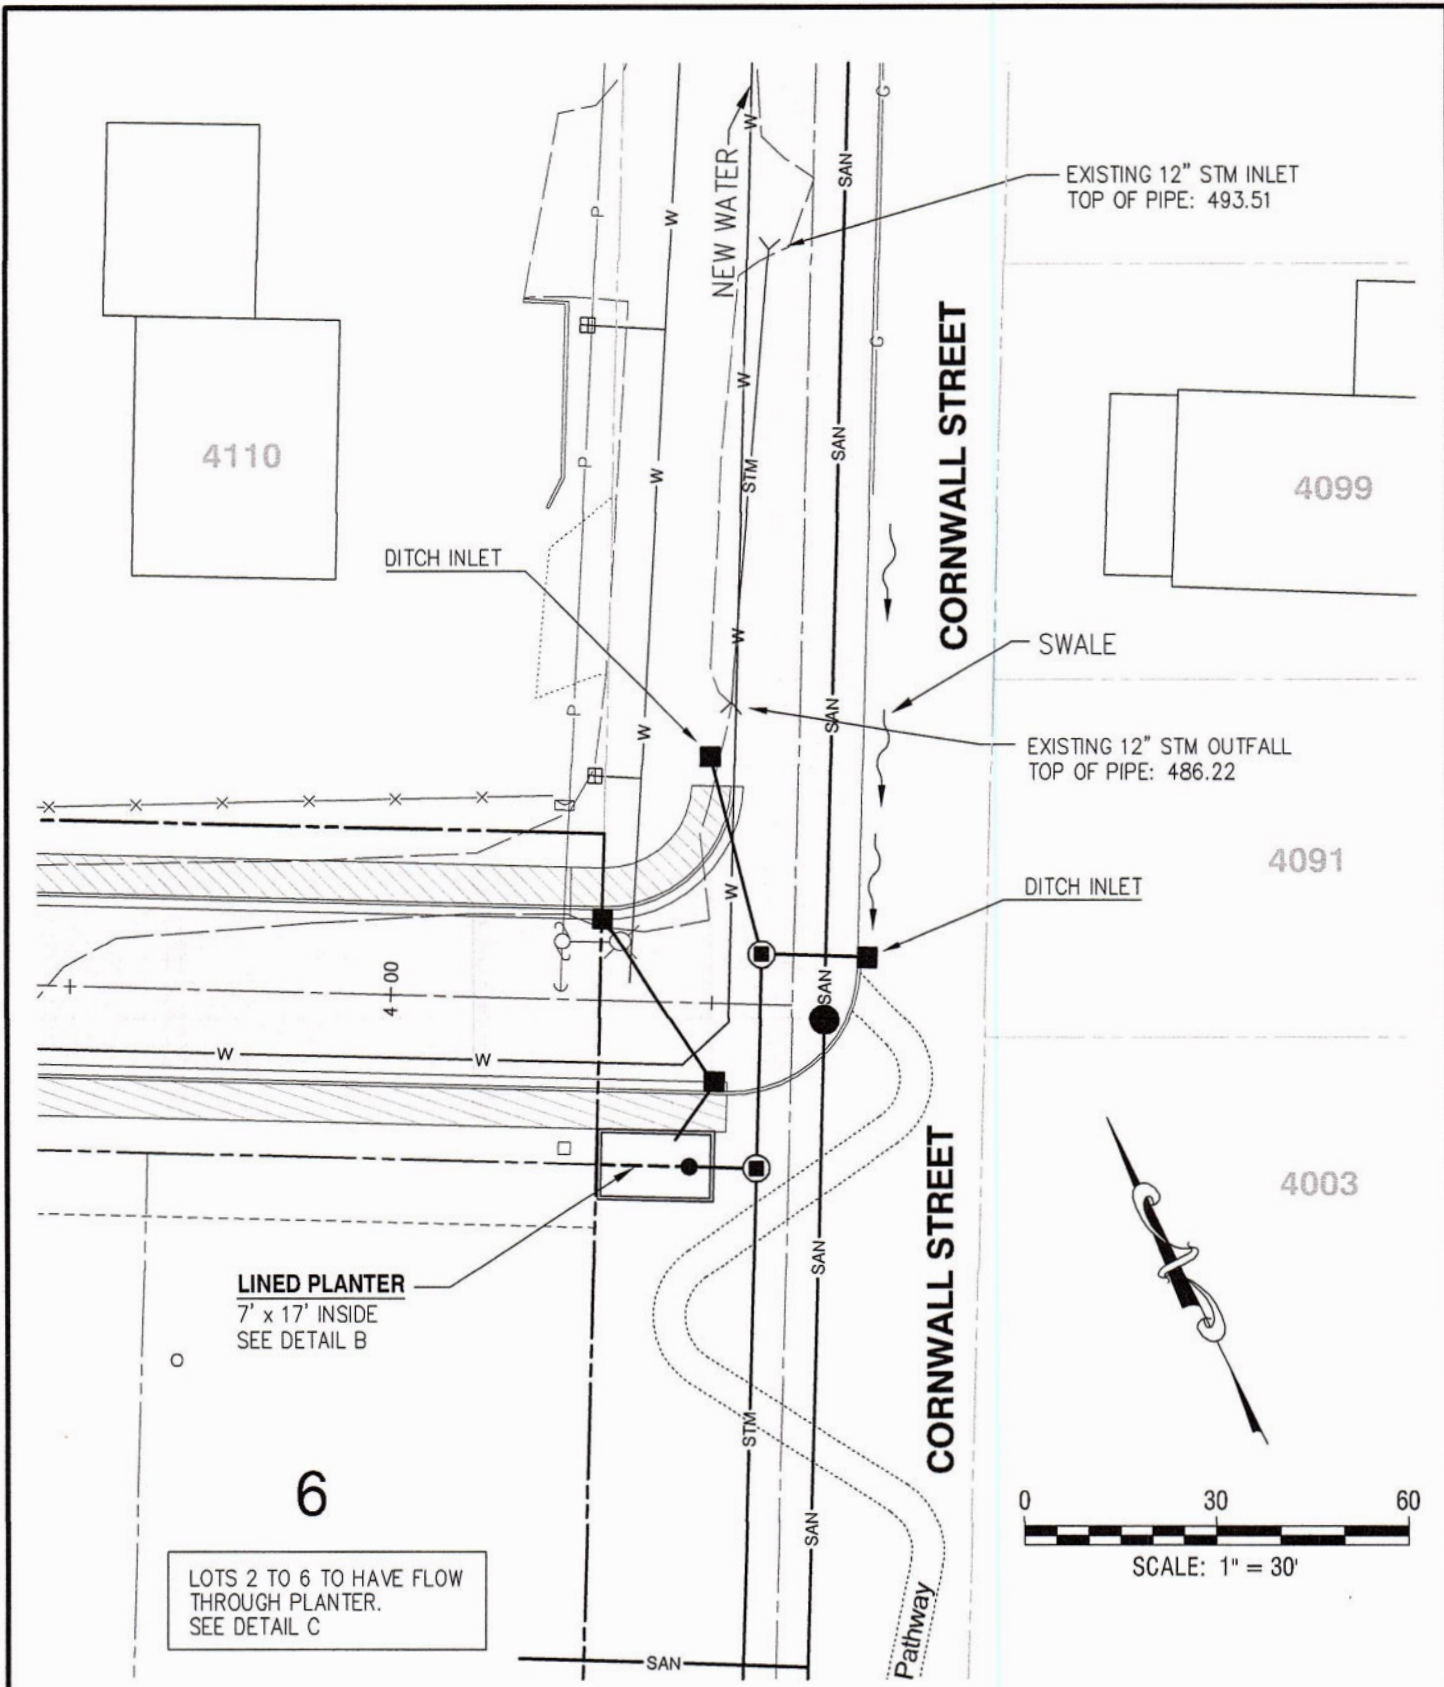 G
W
SAN
NEW WATER
EXISTING 12" STM INLET
TOP OF PIPE: 493.51
P
W
G
CORNWALL STREET
W
SAN
4110
P
W
STM
4099
DITCH INLET
W
SWALE
P
W
SAN
EXISTING 12" STM OUTFALL
TOP OF PIPE: 486.22
4091
W
DITCH INLET
4+00
SAN
W
W
4003
CORNWALL STREET
LINED PLANTER
7' x 17' INSIDE
SEE DETAIL B
SAN
STM
6
0 30 60
SCALE: 1" = 30'
SAN
LOTS 2 TO 6 TO HAVE FLOW
THROUGH PLANTER.
SEE DETAIL C
Pathway
SAN